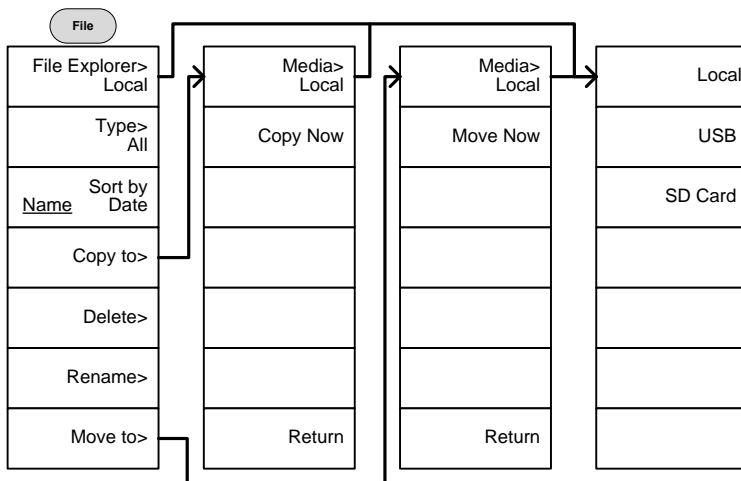 File
File Explorer>
Local
Type>
All
Sort by
Name Date
Copy to>
Delete>
Rename>
Move to>
Media>
Local
Copy Now
Return
Media>
Local
Move Now
Return
Local
USB
SD Card